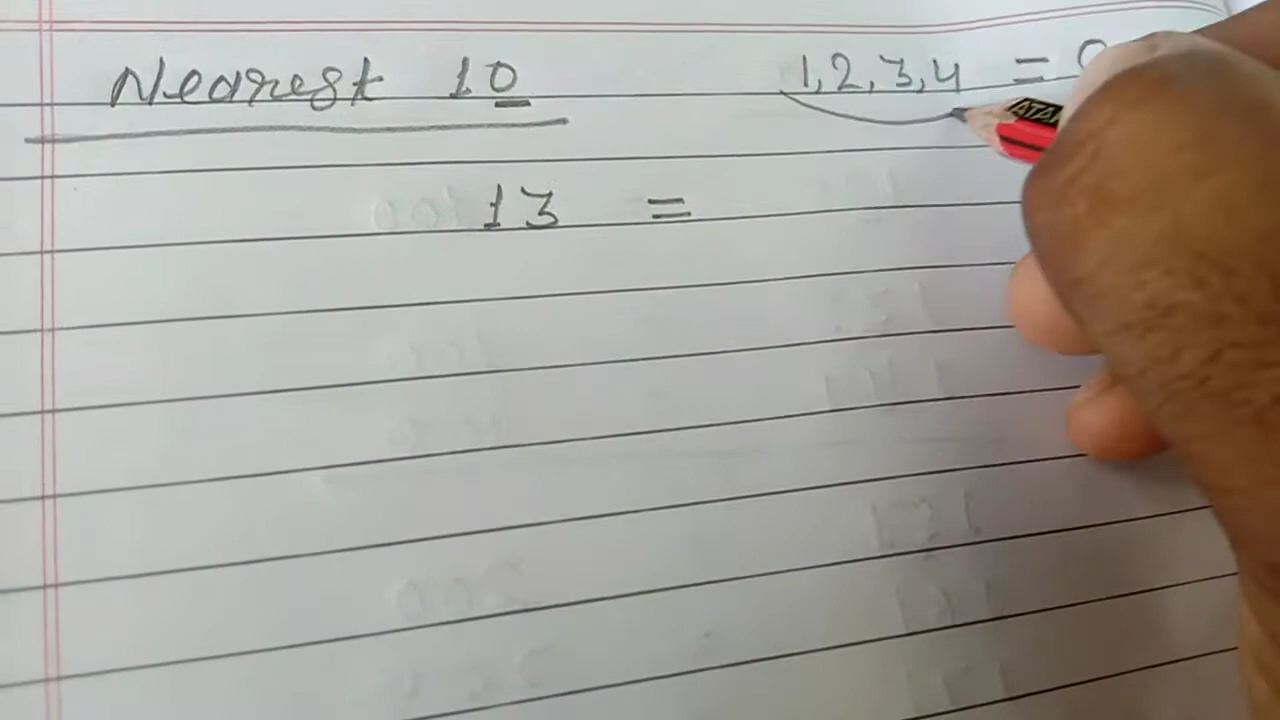 Nearest 10
1,2,3,4 =
13 =